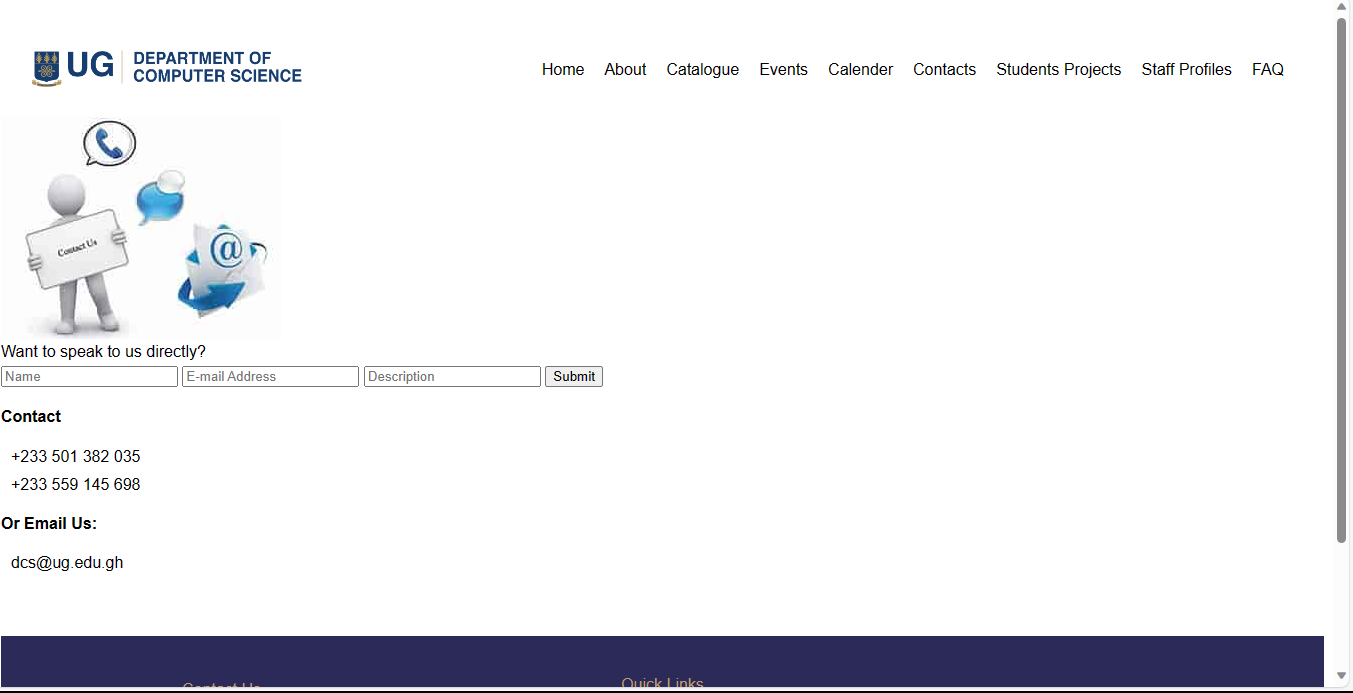 UG DEPARTMENT OF
COMPUTER SCIENCE
Home About Catalogue Events Calender Contacts Students Projects Staff Profiles FAQ
Contact Us
@
Want to speak to us directly?
Name E-mail Address Description Submit
Contact
+233 501 382 035
+233 559 145 698
Or Email Us:
dcs@ug.edu.gh
Contact Us Quick Links